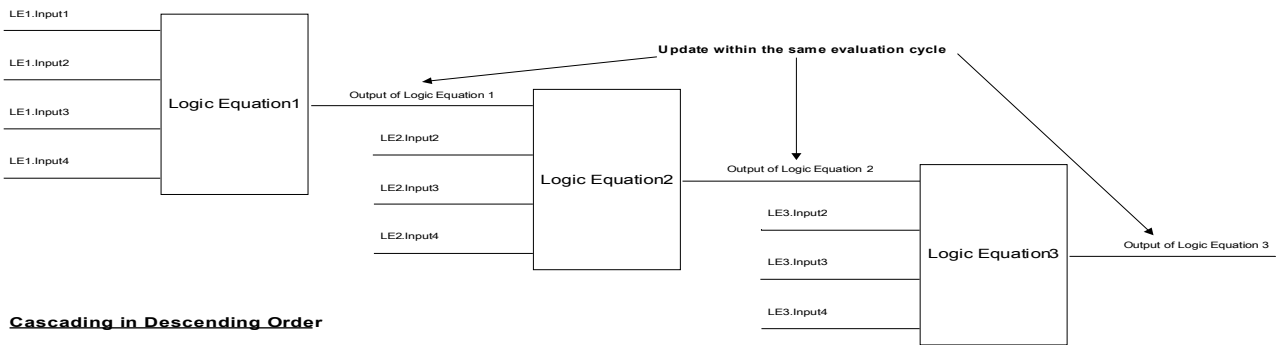 LE1.Input1
LE1.Input2
LE1.Input3
LE1.Input4
Logic Equation1
Update within the same evaluation cycle
Output of Logic Equation 1
LE2.Input2
LE2.Input3
LE2.Input4
Logic Equation2
Output of Logic Equation 2
LE3.Input2
LE3.Input3
LE3.Input4
Logic Equation3
Output of Logic Equation 3
Cascading in Descending Order